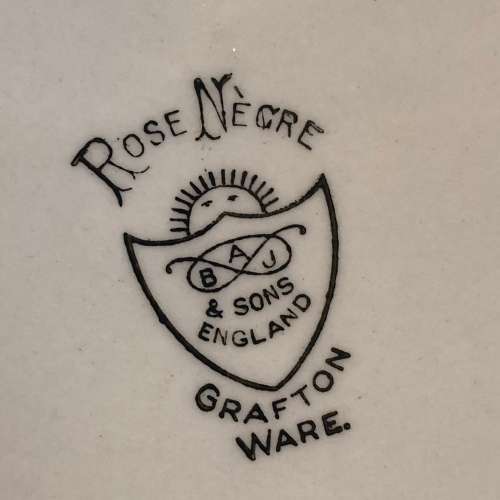 ROSE NÈGRE
B A J
& SONS
ENGLAND
GRAFTON
WARE.